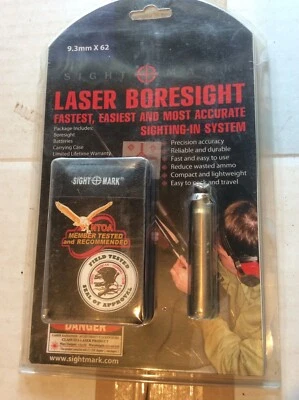 9.3mm X 62
SIGHTMARK
LASER BORESIGHT
FASTEST, EASIEST AND MOST ACCURATE
SIGHTING-IN SYSTEM
Package Includes:
Boresight
Batteries
Carrying Case
Limited Lifetime Warranty
Precision accuracy
Reliable and durable
Fast and easy to use
Reduce wasted ammo
Compact and lightweight
Easy to and travel
SIGHT MARK
NTOA
MEMBER TESTED
and RECOMMENDED
FIELD TESTED
SEAL OF APPROVAL
DANGER
www.sightmark.com